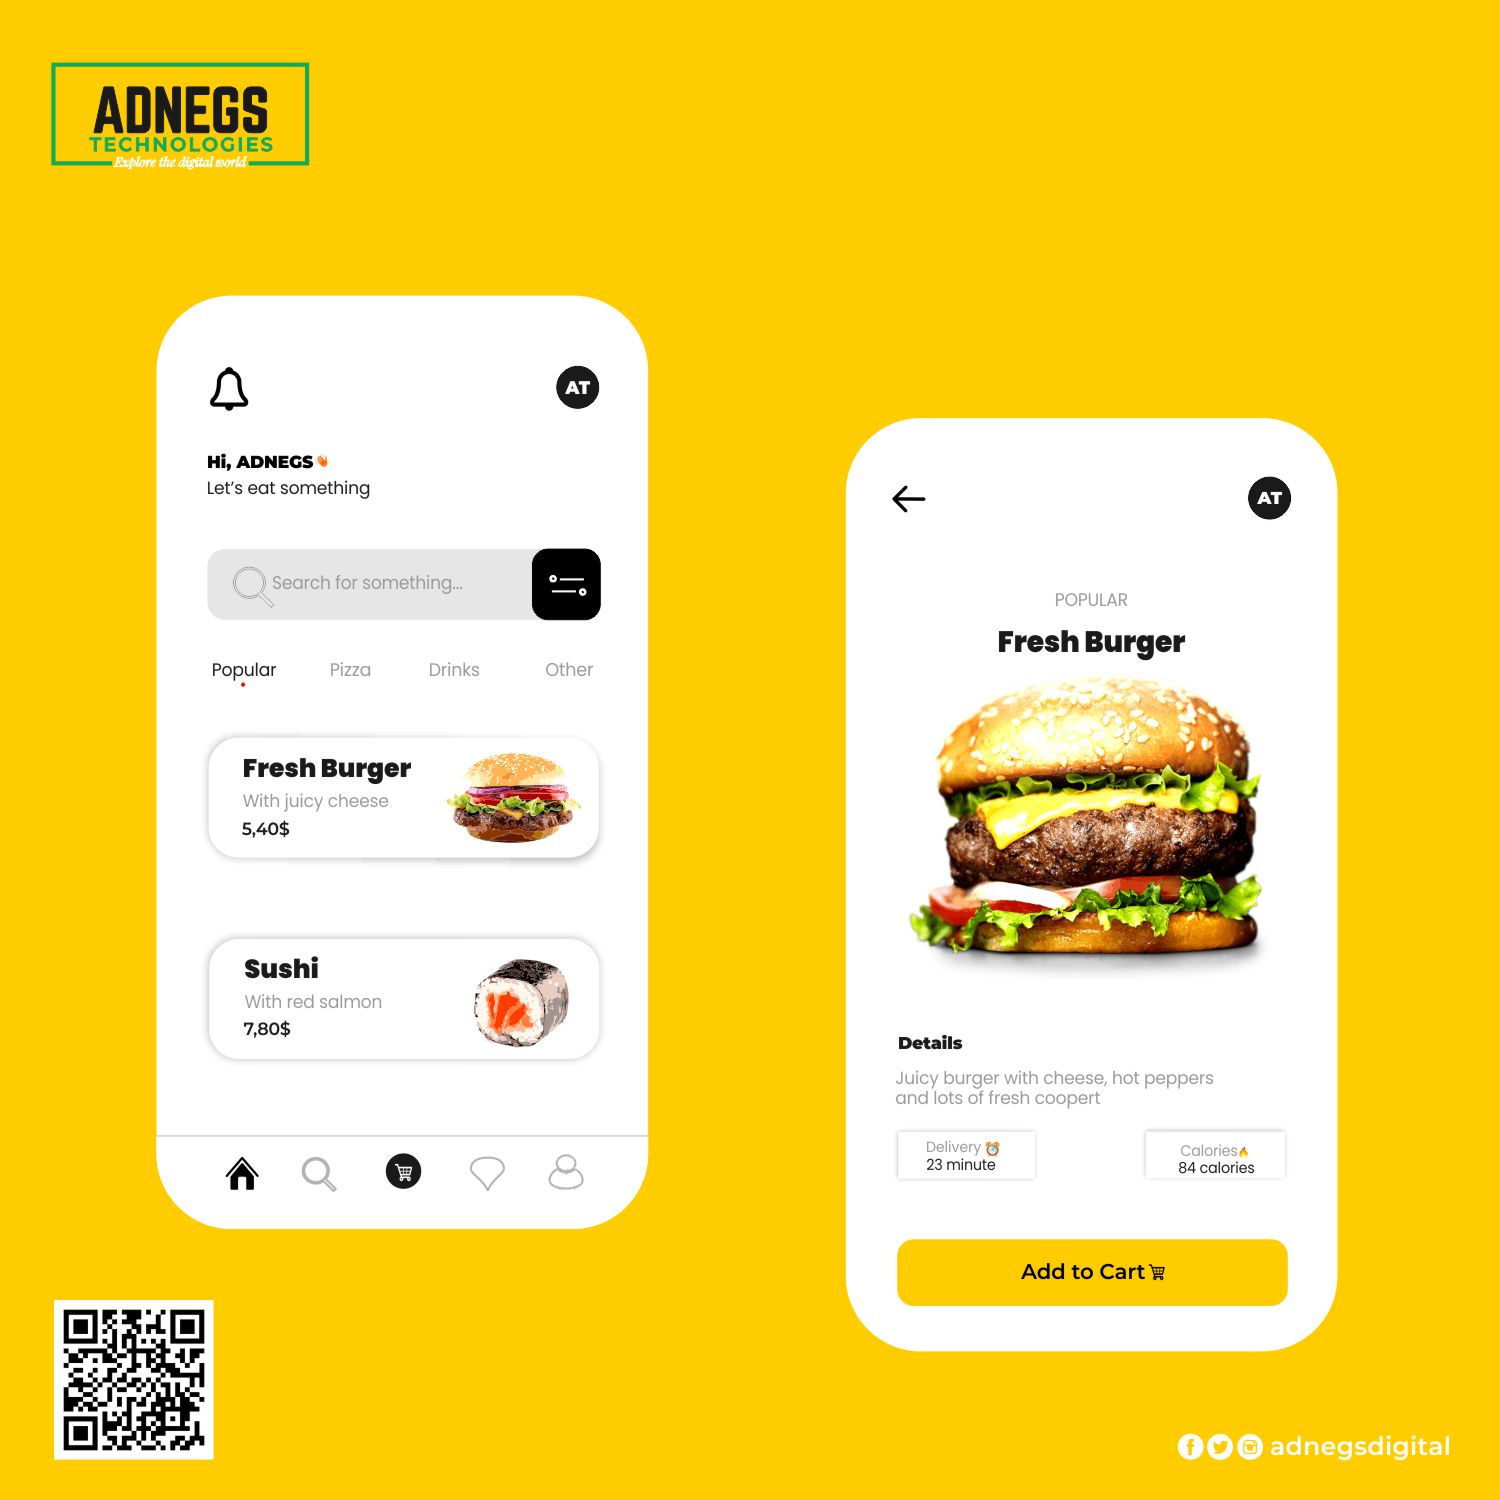 ADNEGS
TECHNOLOGIES
Explore the digital world
AT
Hi, ADNEGS
Let's eat something
Search for something...
Popular Pizza Drinks Other
Fresh Burger
With juicy cheese
5,40$
Sushi
With red salmon
7,80$
AT
POPULAR
Fresh Burger
Details
Juicy burger with cheese, hot peppers
and lots of fresh coopert
Delivery
23 minute
Calories
84 calories
Add to Cart
adnegsdigital